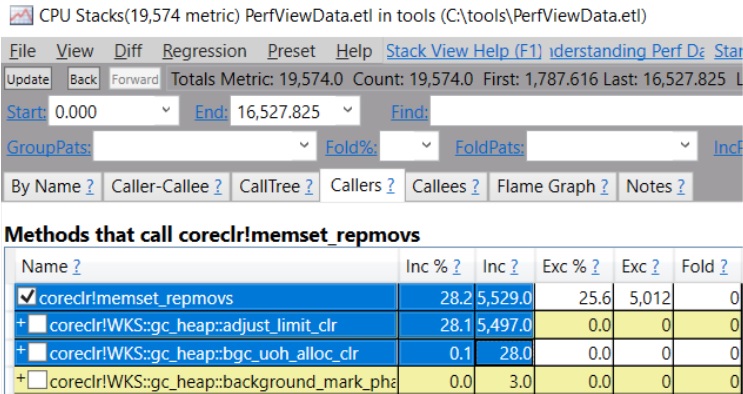 CPU Stacks(19,574 metric) PerfViewData.etl in tools (C:\tools\PerfViewData.etl)
File View Diff Regression Preset Help Stack View Help (F1) Understanding Perf Da Star
Update Back Forward Totals Metric: 19,574.0 Count: 19,574.0 First: 1,787.616 Last: 16,527.825 L
Start: 0.000 End: 16,527.825 Find:
GroupPats: Fold%: FoldPats: IncP
By Name ? Caller-Callee ? CallTree ? Callers ? Callees ? Flame Graph ? Notes ?
Methods that call coreclr!memset_repmovs
Name ? Inc % ? Inc ? Exc % ? Exc ? Fold ?
coreclr!memset_repmovs 28.2 5,529.0 25.6 5,012 0
+ coreclr!WKS::gc_heap::adjust_limit_clr 28.1 5,497.0 0.0 0 0
+ coreclr!WKS::gc_heap::bgc_uoh_alloc_clr 0.1 28.0 0.0 0 0
+ coreclr!WKS::gc_heap::background_mark_pha 0.0 3.0 0.0 0 0